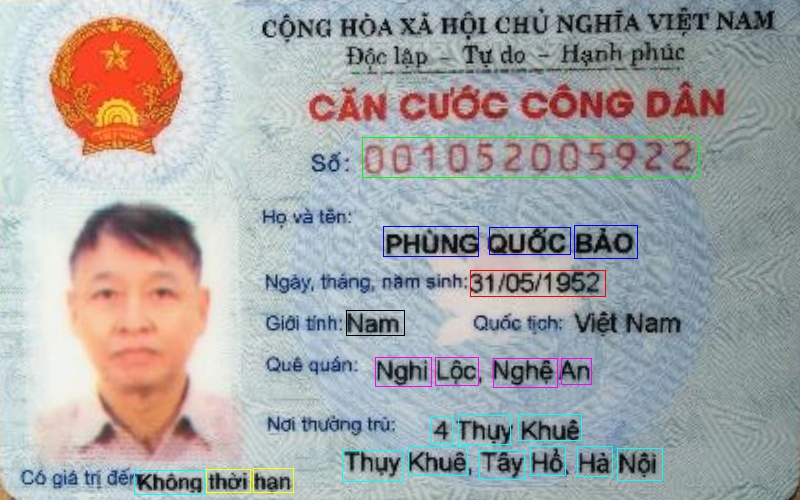 CỘNG HÒA XÃ HỘI CHỦ NGHĨA VIỆT NAM
Độc lập – Tự do – Hạnh phúc
CĂN CƯỚC CÔNG DÂN
Số: 001052005922
Họ và tên:
PHÙNG QUỐC BẢO
Ngày, tháng, năm sinh: 31/05/1952
Giới tính: Nam Quốc tịch: Việt Nam
Quê quán: Nghi Lộc, Nghệ An
Nơi thường trú: 4 Thụy Khuê
Thụy Khuê, Tây Hồ, Hà Nội
Có giá trị đến: Không thời hạn